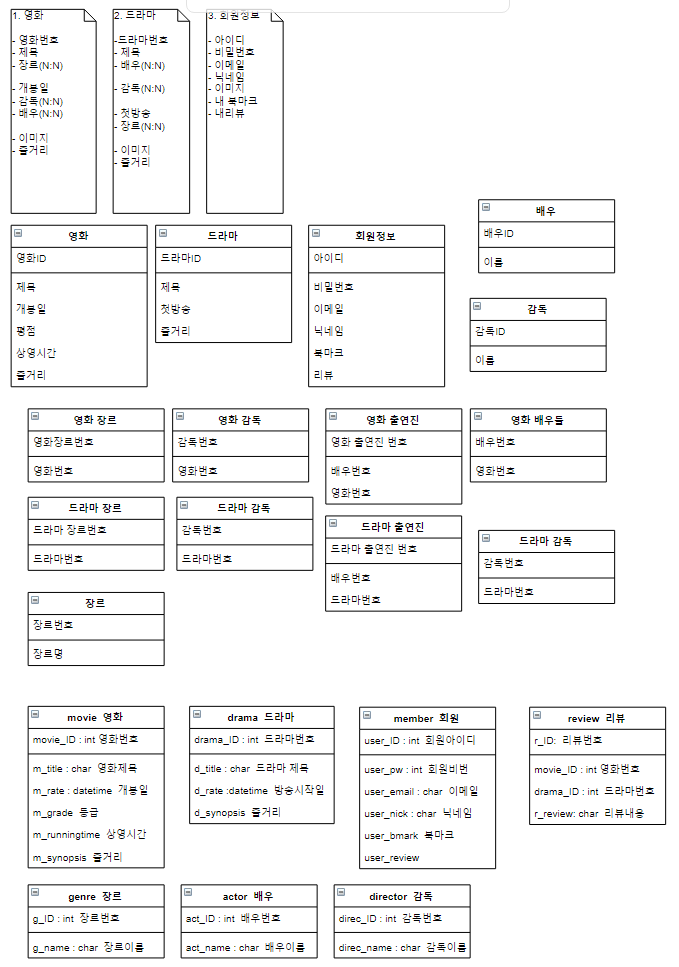 1. 영화
- 영화번호
- 제목
- 장르(N:N)
- 개봉일
- 감독(N:N)
- 배우(N:N)
- 이미지
- 줄거리
2. 드라마
-드라마번호
- 제목
- 배우(N:N)
- 감독(N:N)
- 첫방송
- 장르(N:N)
- 이미지
- 줄거리
3. 회원정보
- 아이디
- 비밀번호
- 이메일
- 닉네임
- 이미지
- 내 북마크
- 내리뷰
배우
배우ID
이름
영화
영화ID
제목
개봉일
평점
상영시간
줄거리
드라마
드라마ID
제목
첫방송
줄거리
회원정보
아이디
비밀번호
이메일
닉네임
북마크
리뷰
감독
감독ID
이름
영화 장르
영화장르번호
영화번호
영화 감독
감독번호
영화번호
영화 출연진
영화 출연진 번호
배우번호
영화번호
영화 배우들
배우번호
영화번호
드라마 장르
드라마 장르번호
드라마번호
드라마 감독
감독번호
드라마번호
드라마 출연진
드라마 출연진 번호
배우번호
드라마번호
드라마 감독
감독번호
드라마번호
장르
장르번호
장르명
movie 영화
movie_ID : int 영화번호
m_title : char 영화제목
m_rate : datetime 개봉일
m_grade 등급
m_runningtime 상영시간
m_synopsis 줄거리
drama 드라마
drama_ID : int 드라마번호
d_title : char 드라마 제목
d_rate :datetime 방송시작일
d_synopsis 줄거리
member 회원
user_ID : int 회원아이디
user_pw : int 회원비번
user_email : char 이메일
user_nick : char 닉네임
user_bmark 북마크
user_review
review 리뷰
r_ID: 리뷰번호
movie_ID : int 영화번호
drama_ID : int 드라마번호
r_review: char 리뷰내용
genre 장르
g_ID : int 장르번호
g_name : char 장르이름
actor 배우
act_ID : int 배우번호
act_name : char 배우이름
director 감독
direc_ID : int 감독번호
direc_name : char 감독이름